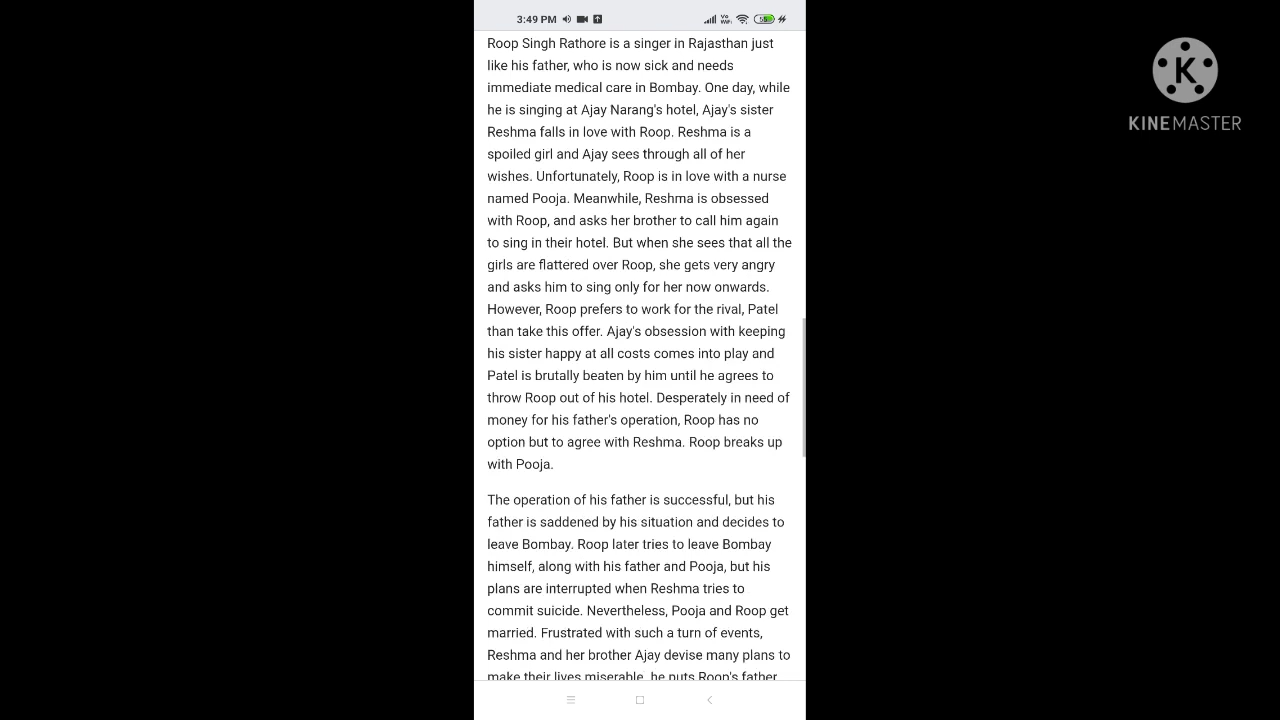 3:49 PM
Vo
WiFi
55
Roop Singh Rathore is a singer in Rajasthan just
like his father, who is now sick and needs
immediate medical care in Bombay. One day, while
he is singing at Ajay Narang's hotel, Ajay's sister
Reshma falls in love with Roop. Reshma is a
spoiled girl and Ajay sees through all of her
wishes. Unfortunately, Roop is in love with a nurse
named Pooja. Meanwhile, Reshma is obsessed
with Roop, and asks her brother to call him again
to sing in their hotel. But when she sees that all the
girls are flattered over Roop, she gets very angry
and asks him to sing only for her now onwards.
However, Roop prefers to work for the rival, Patel
than take this offer. Ajay's obsession with keeping
his sister happy at all costs comes into play and
Patel is brutally beaten by him until he agrees to
throw Roop out of his hotel. Desperately in need of
money for his father's operation, Roop has no
option but to agree with Reshma. Roop breaks up
with Pooja.
The operation of his father is successful, but his
father is saddened by his situation and decides to
leave Bombay. Roop later tries to leave Bombay
himself, along with his father and Pooja, but his
plans are interrupted when Reshma tries to
commit suicide. Nevertheless, Pooja and Roop get
married. Frustrated with such a turn of events,
Reshma and her brother Ajay devise many plans to
make their lives miserable, he puts Roop's father
K
KINEMASTER